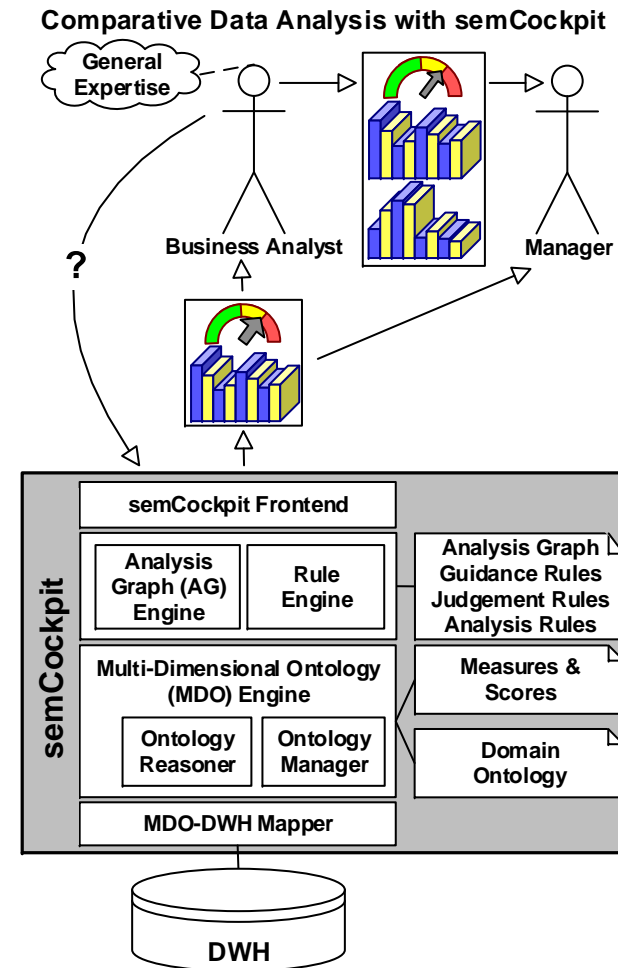 Comparative Data Analysis with semCockpit
General
Expertise
Business Analyst
Manager
?
semCockpit
semCockpit Frontend
Analysis
Graph (AG)
Engine
Rule
Engine
Analysis Graph
Guidance Rules
Judgement Rules
Analysis Rules
Multi-Dimensional Ontology
(MDO) Engine
Ontology
Reasoner
Ontology
Manager
Measures &
Scores
Domain
Ontology
MDO-DWH Mapper
DWH